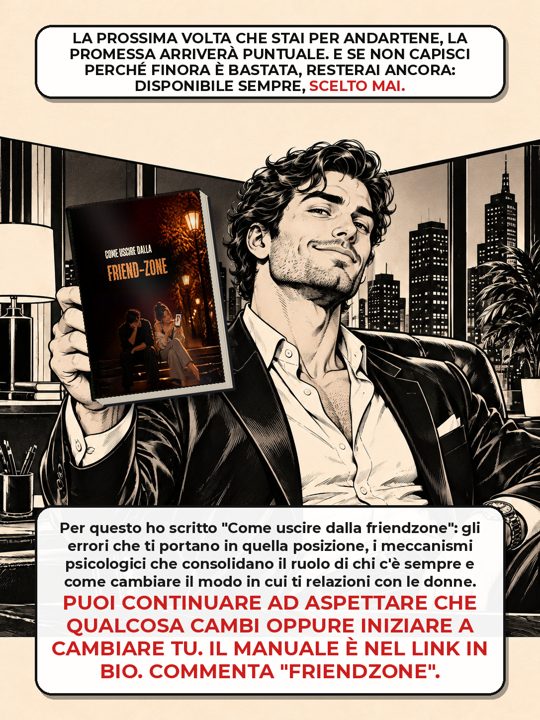 LA PROSSIMA VOLTA CHE STAI PER ANDARTENE, LA
PROMESSA ARRIVERÀ PUNTUALE. E SE NON CAPISCI
PERCHÉ FINORA È BASTATA, RESTERAI ANCORA:
DISPONIBILE SEMPRE, SCELTO MAI.
COME USCIRE DALLA
FRIEND-ZONE
Per questo ho scritto "Come uscire dalla friendzone": gli
errori che ti portano in quella posizione, i meccanismi
psicologici che consolidano il ruolo di chi c'è sempre e
come cambiare il modo in cui ti relazioni con le donne.
PUOI CONTINUARE AD ASPETTARE CHE
QUALCOSA CAMBI OPPURE INIZIARE A
CAMBIARE TU. IL MANUALE È NEL LINK IN
BIO. COMMENTA "FRIENDZONE".